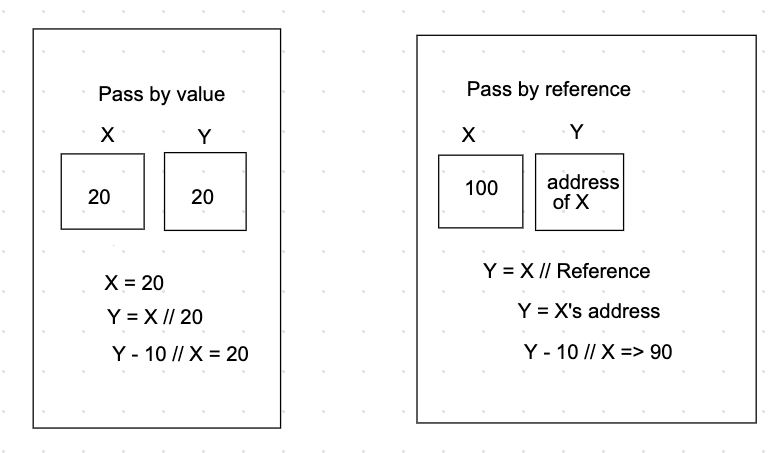 Pass by value
X Y
20 20
X = 20
Y = X // 20
Y - 10 // X = 20
Pass by reference
X Y
100 address
of X
Y = X // Reference
Y = X's address
Y - 10 // X => 90